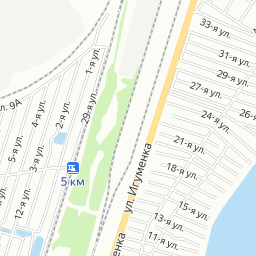 33-я ул.
31-я ул.
29-я ул.
27-я ул.
24-я ул.
26-
21-я ул.
18-я ул.
15-я ул.
13-я ул.
11-я ул.
1-я ул.
29-я ул.
2-я ул.
4-я ул.
л. 9А
5-я ул.
3-я ул.
12-я ул.
5 км
ул. Игуменка
менка